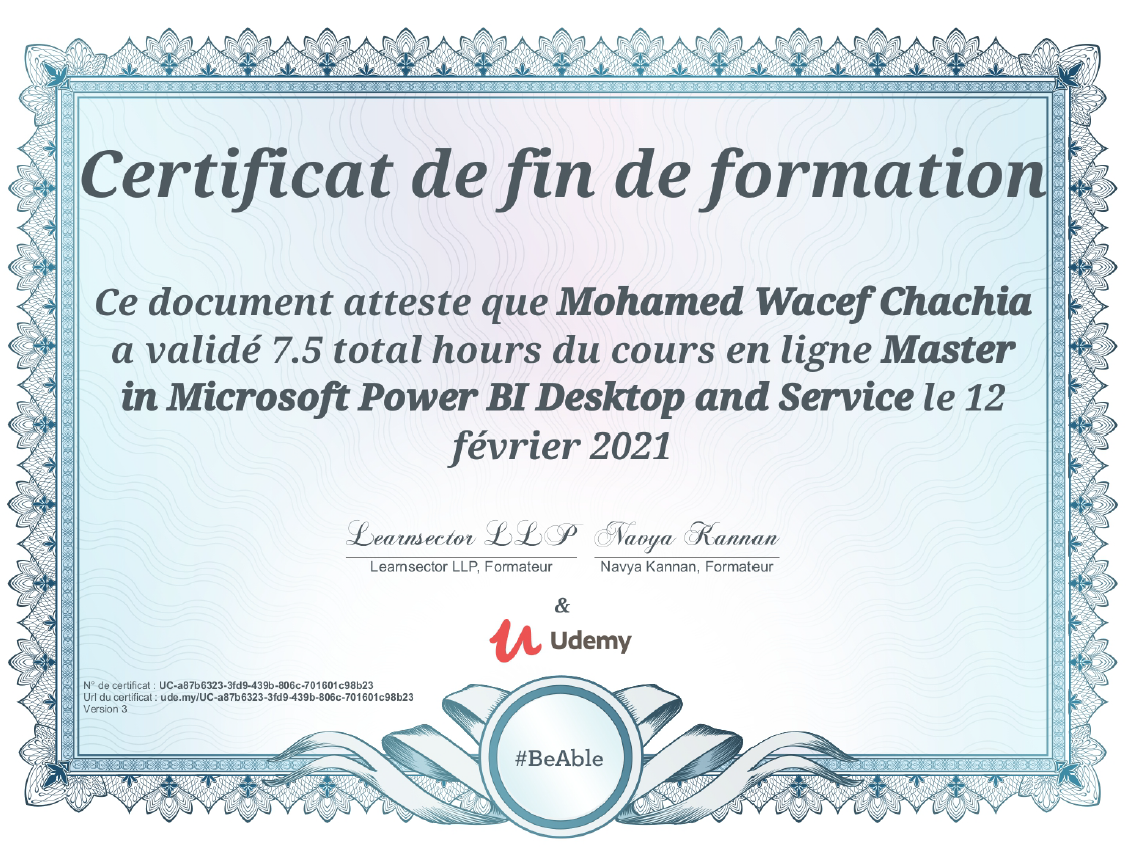 Certificat de fin de formation
Ce document atteste que Mohamed Wacef Chachia
a validé 7.5 total hours du cours en ligne Master
in Microsoft Power BI Desktop and Service le 12
février 2021
Learnsector LLP Navya Kannan
Learnsector LLP, Formateur Navya Kannan, Formateur
&
Udemy
N° de certificat : UC-a87b6323-3fd9-439b-806c-701601c98b23
Url du certificat : ude.my/UC-a87b6323-3fd9-439b-806c-701601c98b23
Version 3
#BeAble